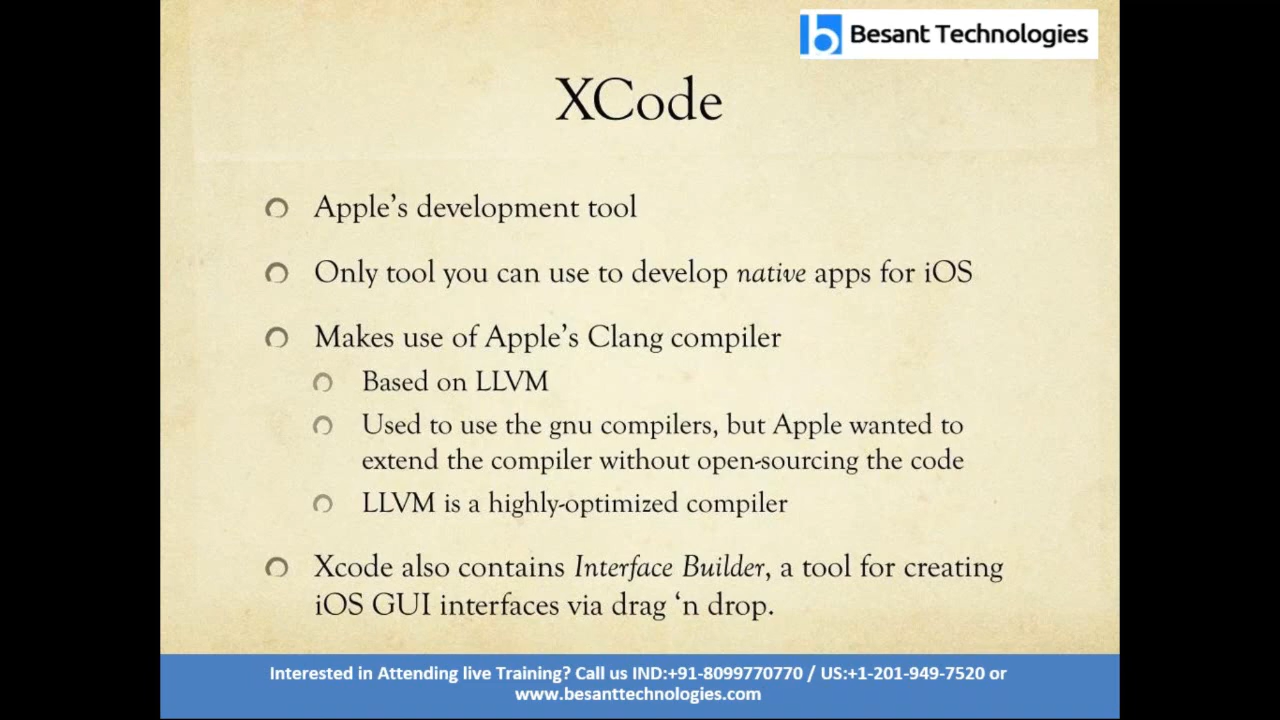 Besant Technologies
XCode
Apple’s development tool
Only tool you can use to develop native apps for iOS
Makes use of Apple’s Clang compiler
Based on LLVM
Used to use the gnu compilers, but Apple wanted to
extend the compiler without open-sourcing the code
LLVM is a highly-optimized compiler
Xcode also contains Interface Builder, a tool for creating
iOS GUI interfaces via drag ‘n drop.
Interested in Attending live Training? Call us IND:+91-8099770770 / US:+1-201-949-7520 or
www.besanttechnologies.com